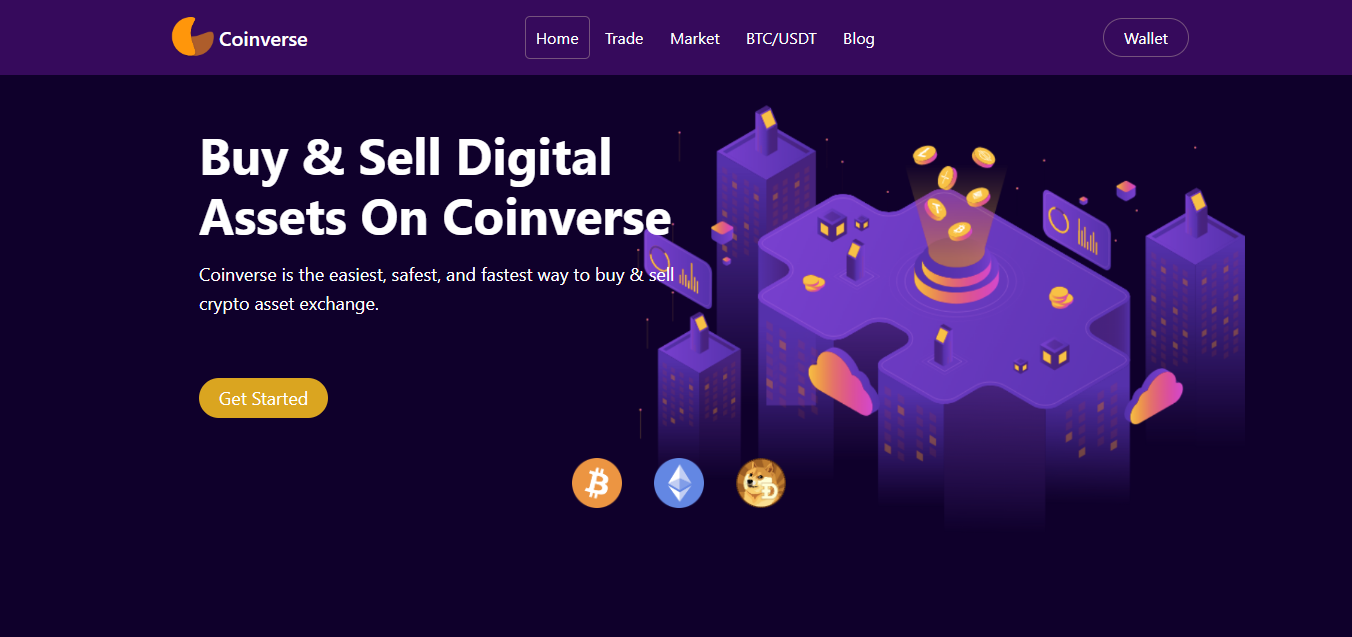 Coinverse
Home
Trade
Market
BTC/USDT
Blog
Wallet
Buy & Sell Digital
Assets On Coinverse
Coinverse is the easiest, safest, and fastest way to buy & sell
crypto asset exchange.
Get Started